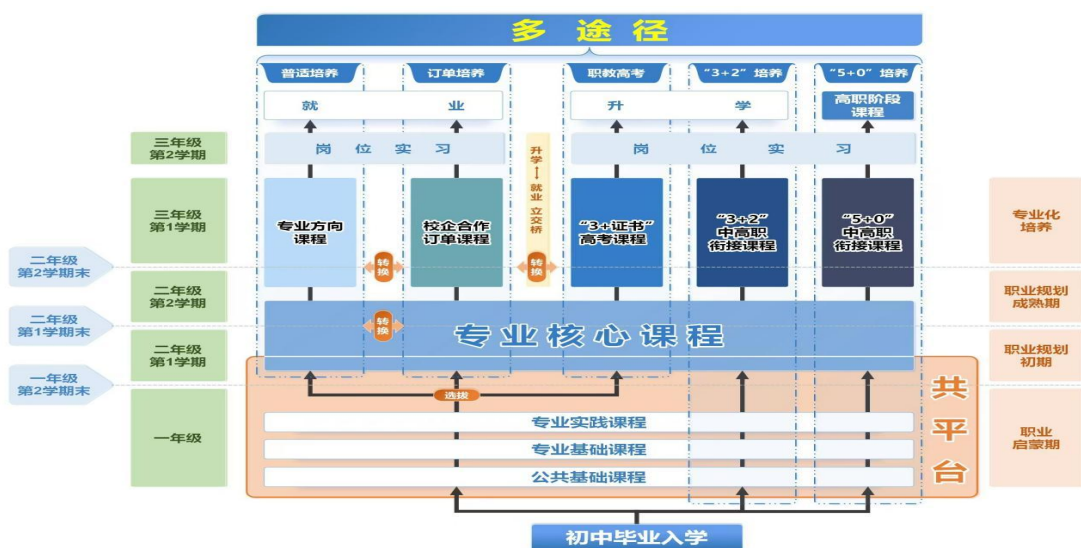 多途径
普适培养
订单培养
职教高考
“3+2”培养
“5+0”培养
就业
升学
高职阶段
课程
三年级
第2学期
岗位实习
岗位实习
升学↔就业 立交桥
三年级
第1学期
专业方向
课程
校企合作
订单课程
“3+证书”
高考课程
“3+2”
中高职
衔接课程
“5+0”
中高职
衔接课程
专业化
培养
二年级
第2学期末
转换
转换
二年级
第2学期
职业规划
成熟期
二年级
第1学期末
转换
专业核心课程
二年级
第1学期
职业规划
初期
一年级
第2学期末
选拔
共平台
一年级
专业实践课程
专业基础课程
公共基础课程
职业
启蒙期
初中毕业入学